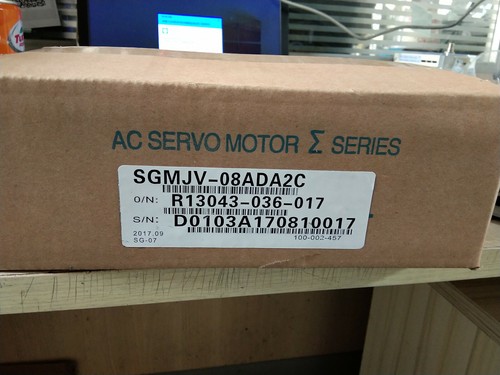 AC SERVO MOTOR Σ SERIES
SGMJV-08ADA2C
O/N: R13043-036-017
S/N: D0103A170810017
2017.09
SG-07
100-002-457